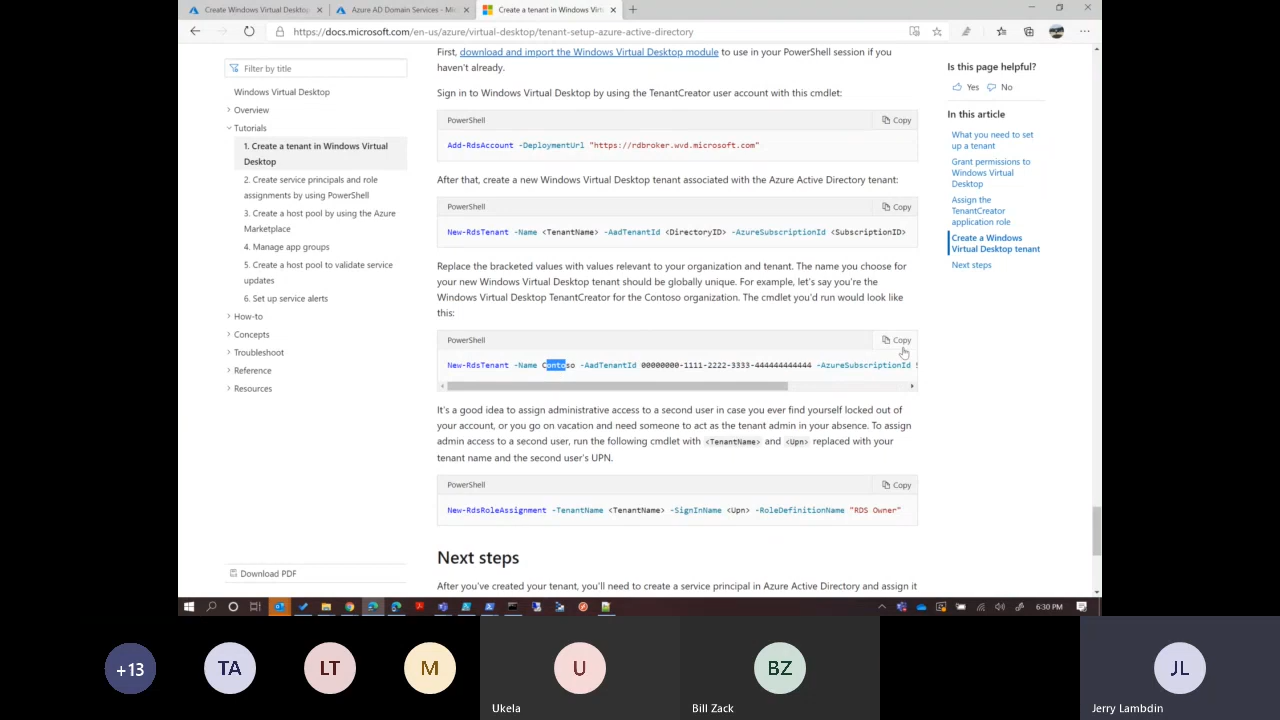 Create Windows Virtual Desktop
Azure AD Domain Services - Mic
Create a tenant in Windows Virt
https://docs.microsoft.com/en-us/azure/virtual-desktop/tenant-setup-azure-active-directory
Filter by title
Windows Virtual Desktop
Overview
Tutorials
1. Create a tenant in Windows Virtual
Desktop
2. Create service principals and role
assignments by using PowerShell
3. Create a host pool by using the Azure
Marketplace
4. Manage app groups
5. Create a host pool to validate service
updates
6. Set up service alerts
How-to
Concepts
Troubleshoot
Reference
Resources
Download PDF
First, download and import the Windows Virtual Desktop module to use in your PowerShell session if you
haven't already.
Sign in to Windows Virtual Desktop by using the TenantCreator user account with this cmdlet:
PowerShell
Copy
Add-RdsAccount -DeploymentUrl "https://rdbroker.wvd.microsoft.com"
After that, create a new Windows Virtual Desktop tenant associated with the Azure Active Directory tenant:
PowerShell
Copy
New-RdsTenant -Name <TenantName> -AadTenantId <DirectoryID> -AzureSubscriptionId <SubscriptionID>
Replace the bracketed values with values relevant to your organization and tenant. The name you choose for
your new Windows Virtual Desktop tenant should be globally unique. For example, let's say you're the
Windows Virtual Desktop TenantCreator for the Contoso organization. The cmdlet you'd run would look like
this:
PowerShell
Copy
New-RdsTenant -Name Contoso -AadTenantId 00000000-1111-2222-3333-444444444444 -AzureSubscriptionId
It's a good idea to assign administrative access to a second user in case you ever find yourself locked out of
your account, or you go on vacation and need someone to act as the tenant admin in your absence. To assign
admin access to a second user, run the following cmdlet with <TenantName> and <Upn> replaced with your
tenant name and the second user's UPN.
PowerShell
Copy
New-RdsRoleAssignment -TenantName <TenantName> -SignInName <Upn> -RoleDefinitionName "RDS Owner"
Next steps
After you've created your tenant, you'll need to create a service principal in Azure Active Directory and assign it
Is this page helpful?
Yes No
In this article
What you need to set
up a tenant
Grant permissions to
Windows Virtual
Desktop
Assign the
TenantCreator
application role
Create a Windows
Virtual Desktop tenant
Next steps
6:30 PM
+13
TA
LT
M
U
Ukela
BZ
Bill Zack
JL
Jerry Lambdin